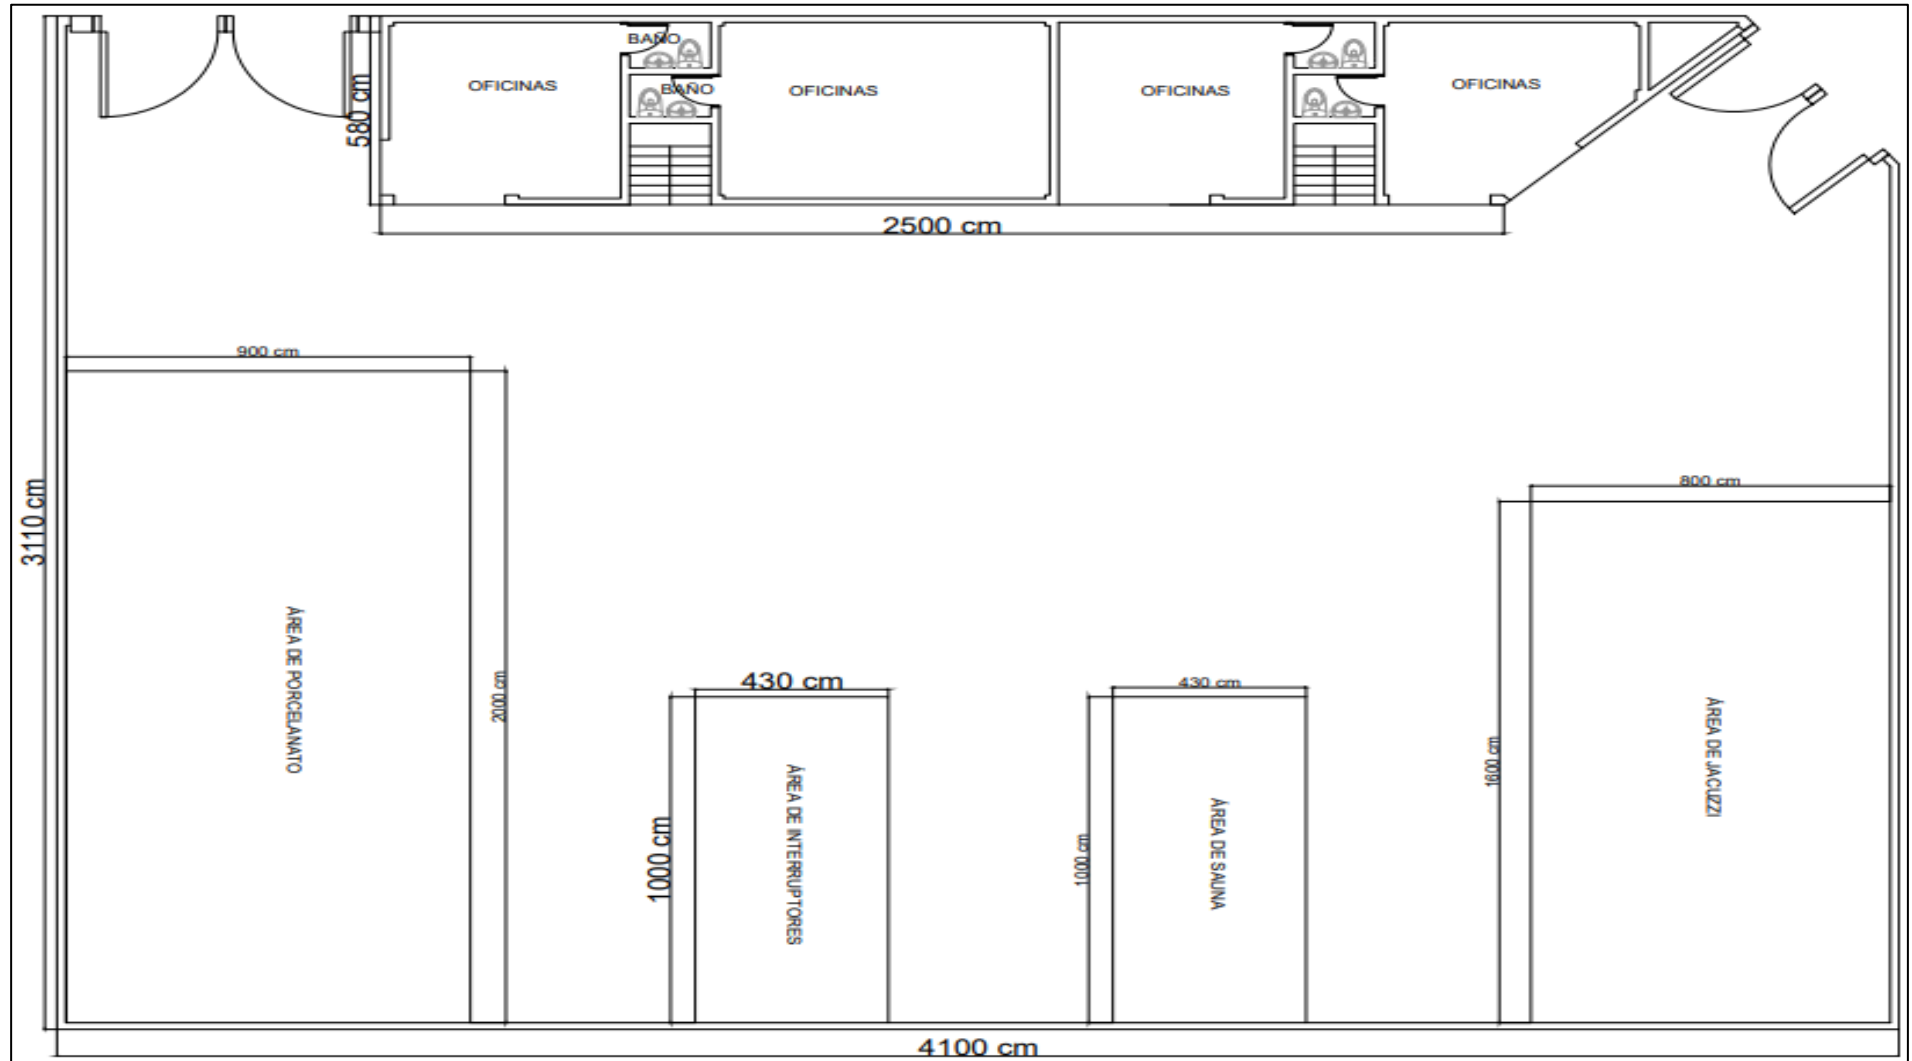 BAÑO
OFICINAS
BAÑO
OFICINAS
OFICINAS
OFICINAS
580 cm
2500 cm
900 cm
800 cm
3110 cm
ÁREA DE PORCELANATO
2000 cm
430 cm
430 cm
ÁREA DE INTERRUPTORES
1000 cm
ÁREA DE SAUNA
1000 cm
1600 cm
ÁREA DE JACUZZI
4100 cm